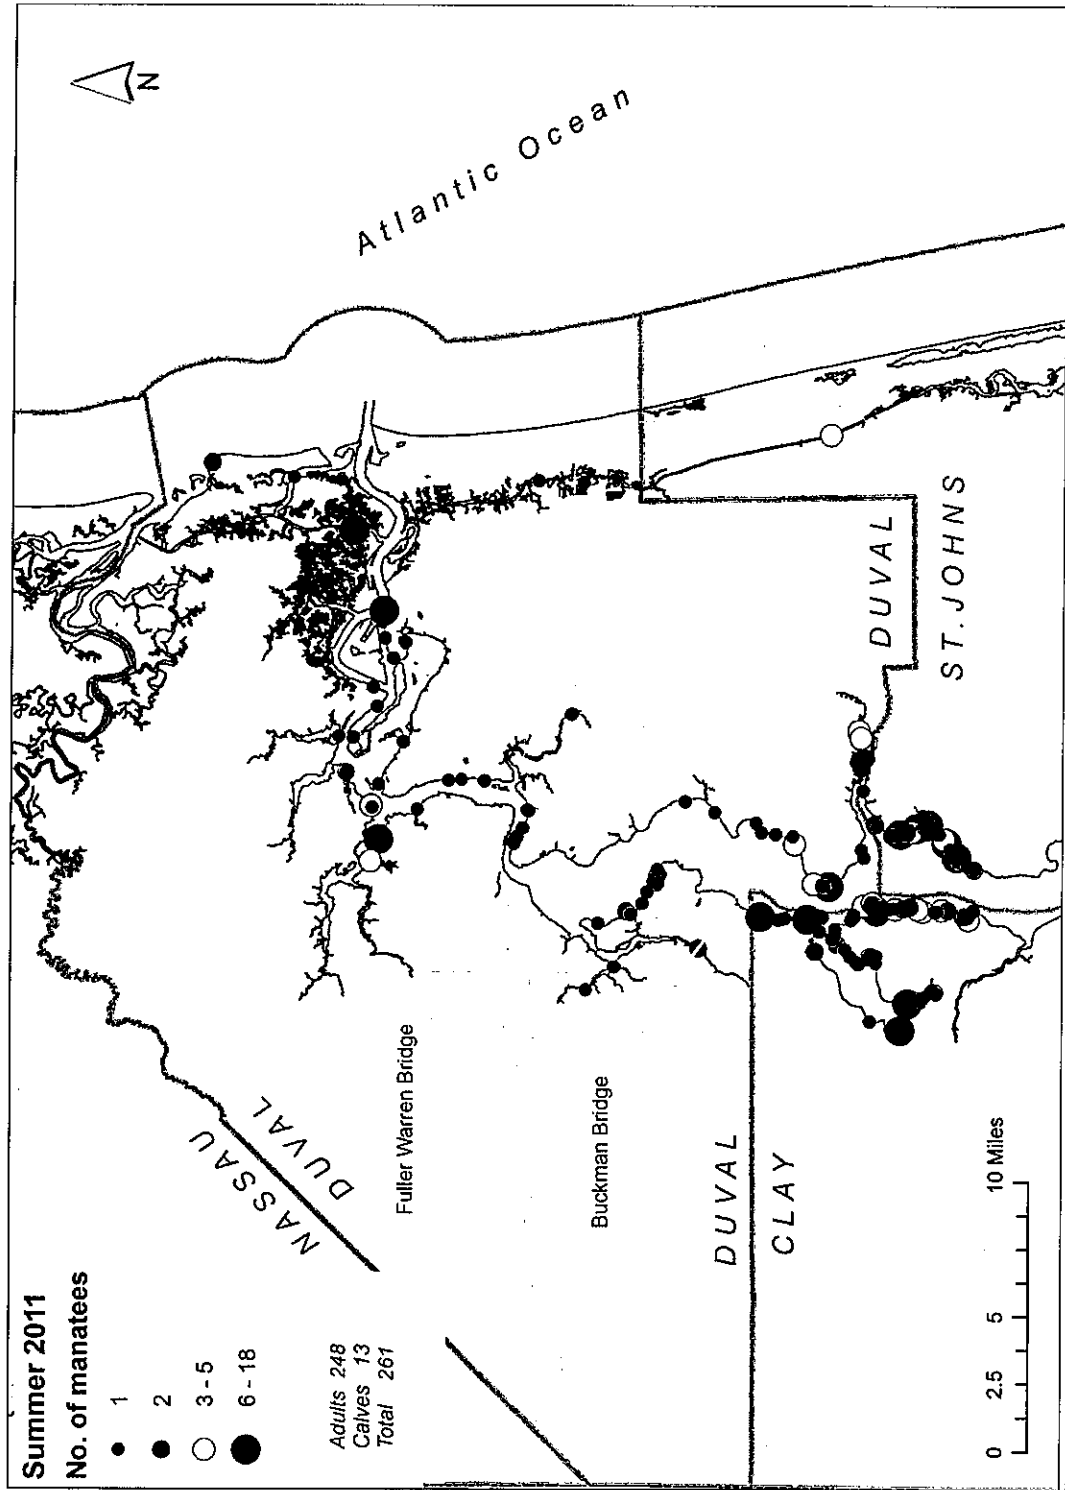 Summer 2011
No. of manatees
1
2
3 - 5
6 - 18
Adults 248
Calves 13
Total 261
N
Atlantic Ocean
NASSAU
DUVAL
Fuller Warren Bridge
Buckman Bridge
DUVAL
CLAY
DUVAL
ST. JOHNS
0 2.5 5 10 Miles